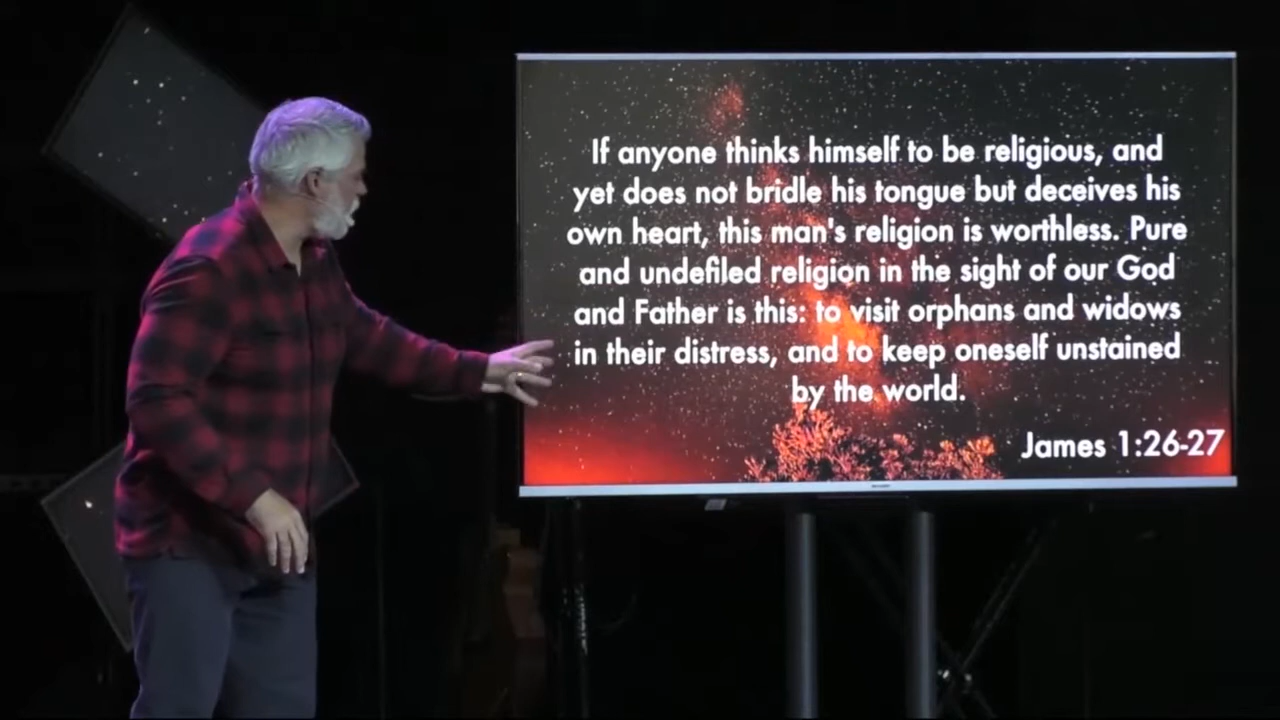 If anyone thinks himself to be religious, and
yet does not bridle his tongue but deceives his
own heart, this man's religion is worthless. Pure
and undefiled religion in the sight of our God
and Father is this: to visit orphans and widows
in their distress, and to keep oneself unstained
by the world.
James 1:26-27